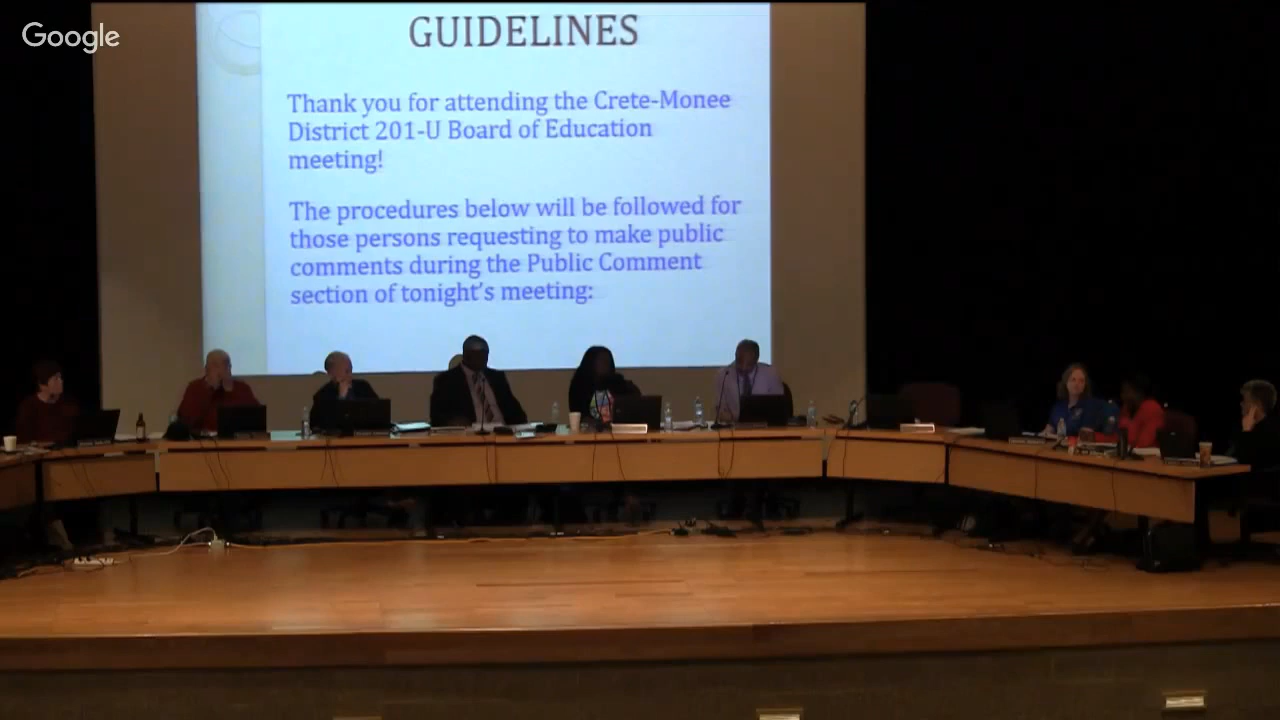 Google
GUIDELINES
Thank you for attending the Crete-Monee
District 201-U Board of Education
meeting!
The procedures below will be followed for
those persons requesting to make public
comments during the Public Comment
section of tonight's meeting: